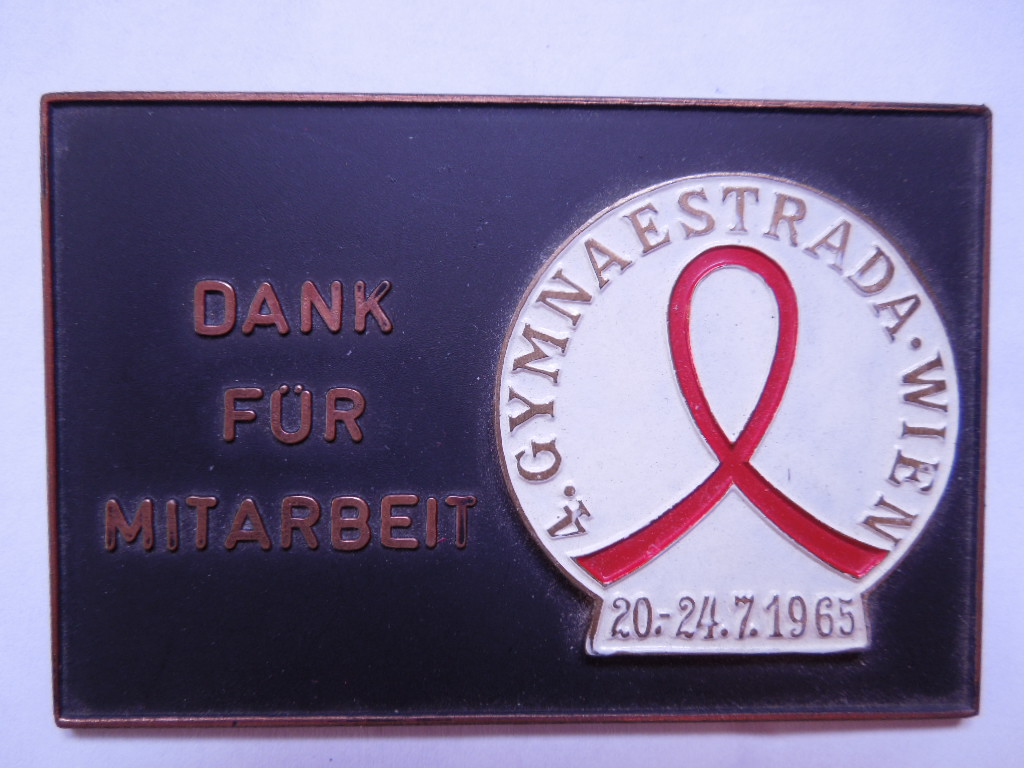 DANK
FÜR
MITARBEIT
4. GYMNAESTRADA · WIEN
20.-24.7.1965